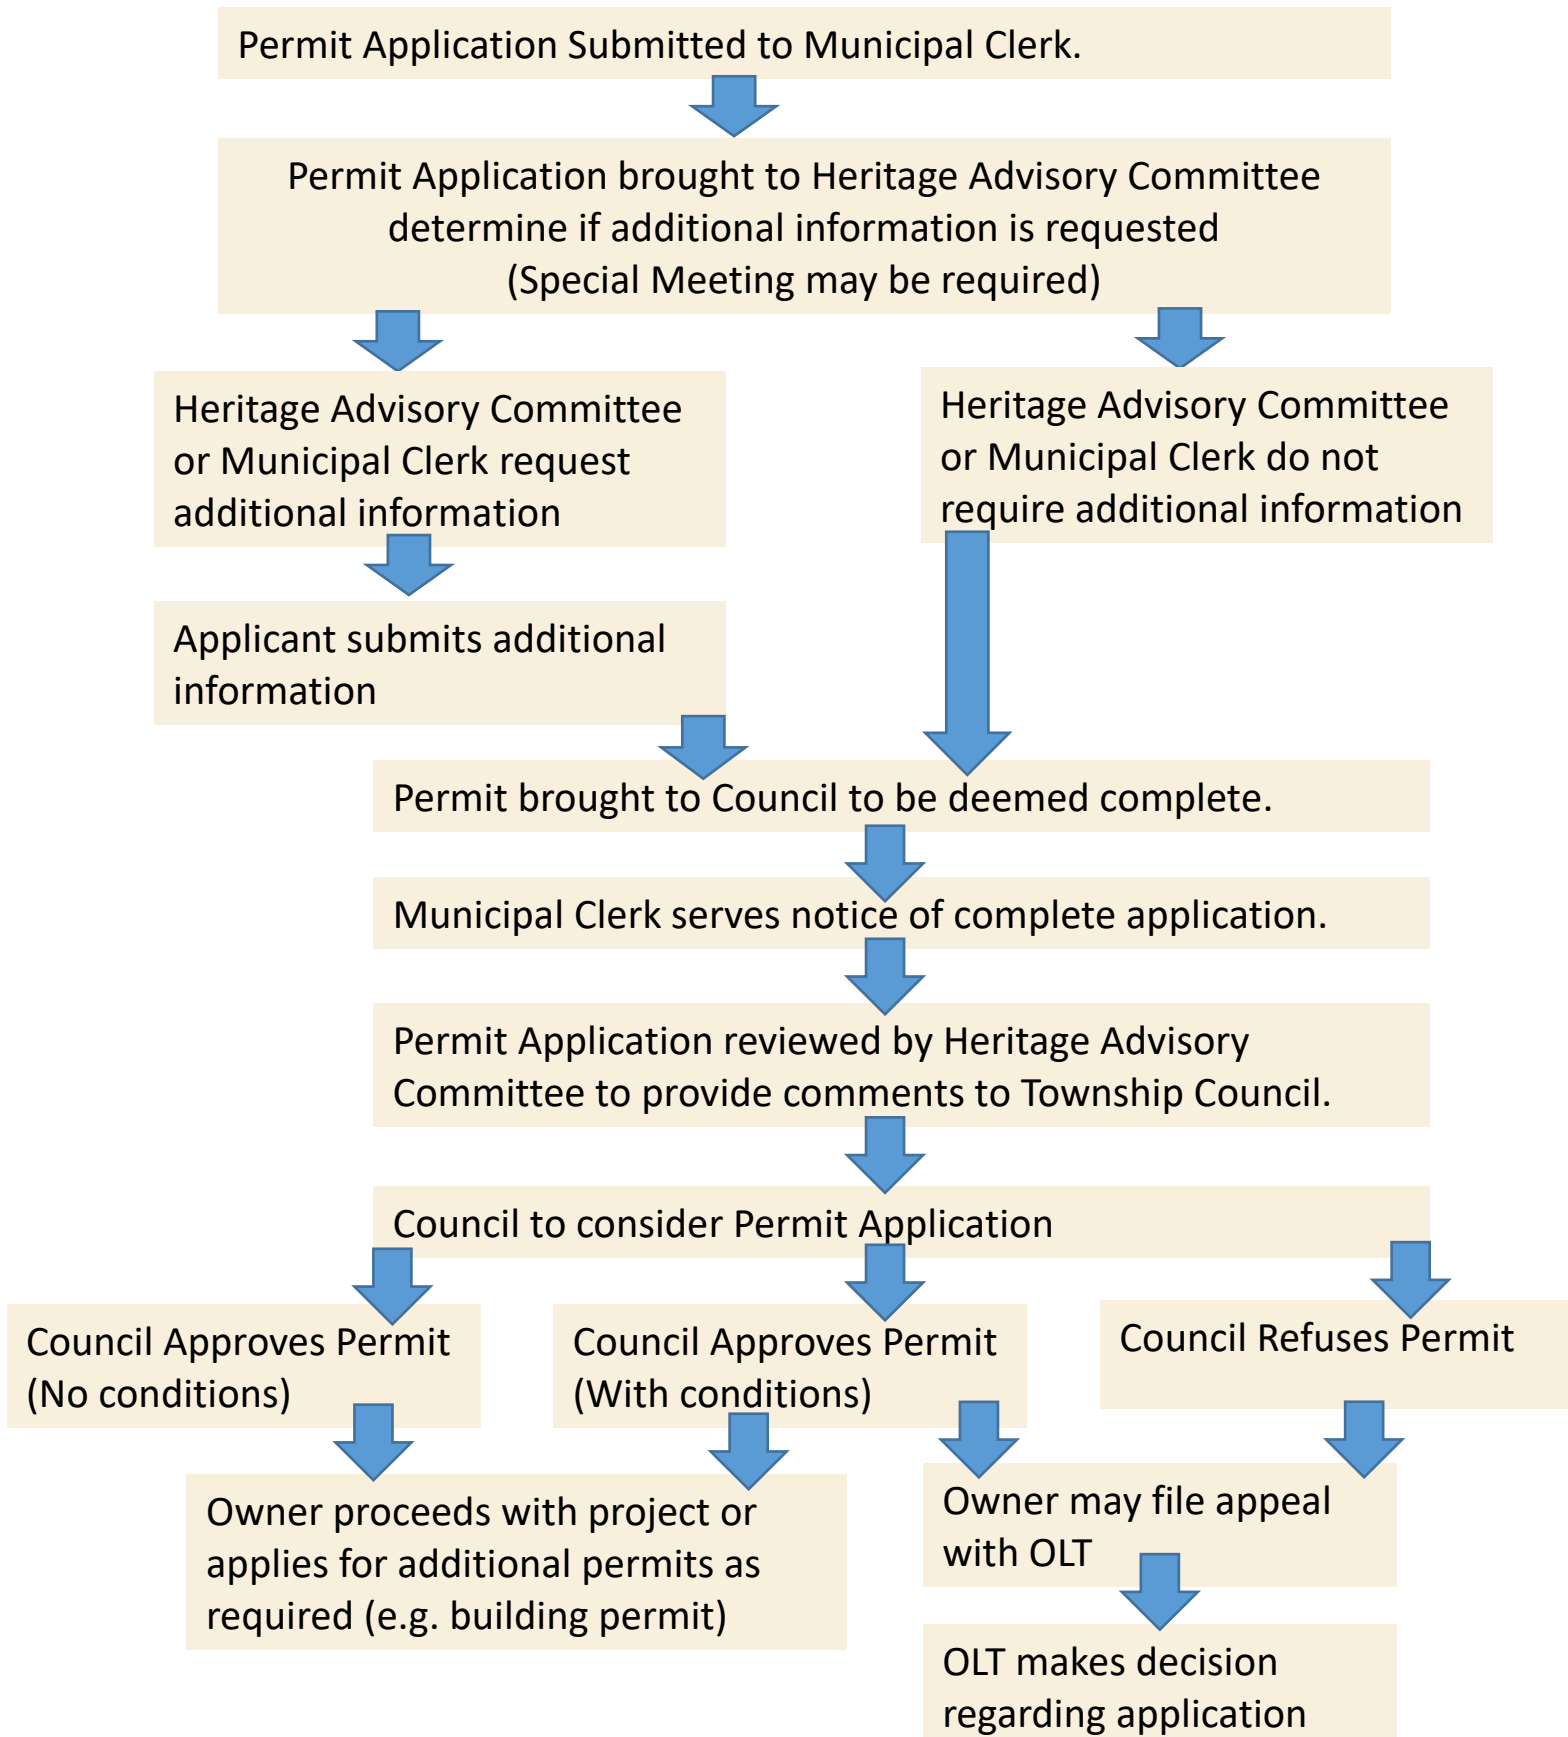 Permit Application Submitted to Municipal Clerk.
Permit Application brought to Heritage Advisory Committee
determine if additional information is requested
(Special Meeting may be required)
Heritage Advisory Committee
or Municipal Clerk request
additional information
Heritage Advisory Committee
or Municipal Clerk do not
require additional information
Applicant submits additional
information
Permit brought to Council to be deemed complete.
Municipal Clerk serves notice of complete application.
Permit Application reviewed by Heritage Advisory
Committee to provide comments to Township Council.
Council to consider Permit Application
Council Approves Permit
(No conditions)
Council Approves Permit
(With conditions)
Council Refuses Permit
Owner proceeds with project or
applies for additional permits as
required (e.g. building permit)
Owner may file appeal
with OLT
OLT makes decision
regarding application